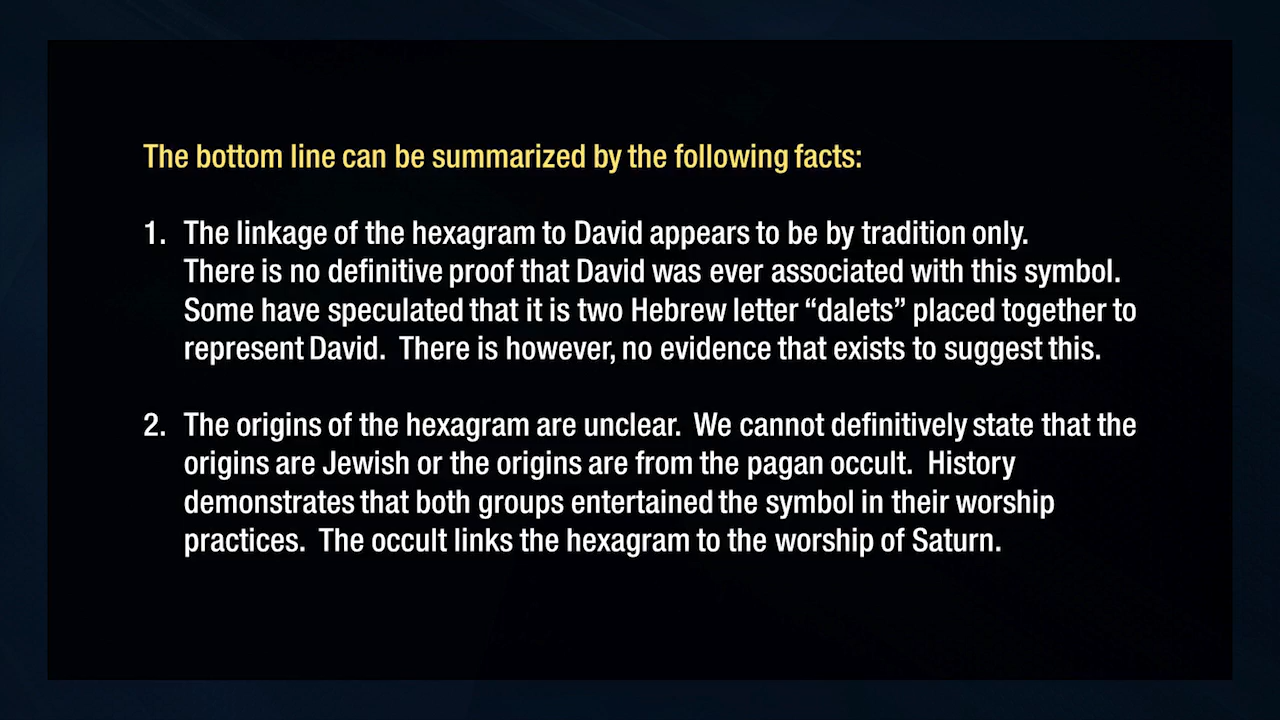 The bottom line can be summarized by the following facts:
1. The linkage of the hexagram to David appears to be by tradition only.
There is no definitive proof that David was ever associated with this symbol.
Some have speculated that it is two Hebrew letter “dalets” placed together to
represent David. There is however, no evidence that exists to suggest this.
2. The origins of the hexagram are unclear. We cannot definitively state that the
origins are Jewish or the origins are from the pagan occult. History
demonstrates that both groups entertained the symbol in their worship
practices. The occult links the hexagram to the worship of Saturn.